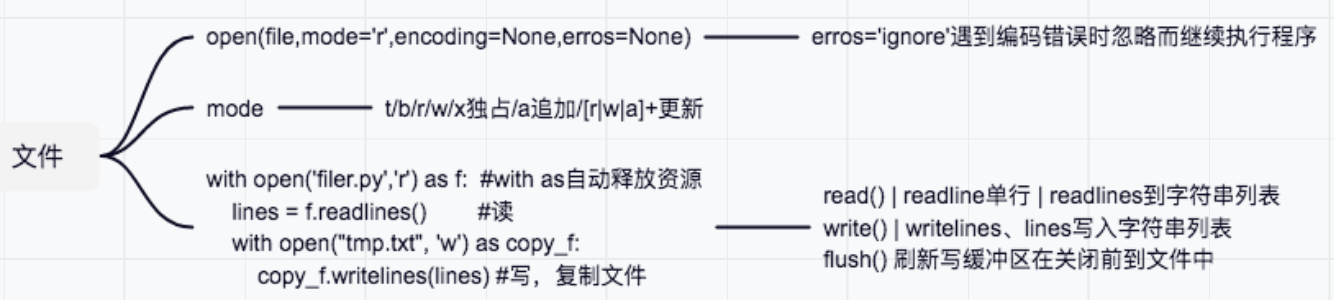 文件
open(file,mode='r',encoding=None,erros=None)
erros='ignore'遇到编码错误时忽略而继续执行程序
mode
t/b/r/w/x独占/a追加/[r|w|a]+更新
with open('filer.py','r') as f:  #with as自动释放资源
lines = f.readlines()        #读
with open("tmp.txt", 'w') as copy_f:
copy_f.writelines(lines) #写，复制文件
read() | readline单行 | readlines到字符串列表
write() | writelines、lines写入字符串列表
flush() 刷新写缓冲区在关闭前到文件中